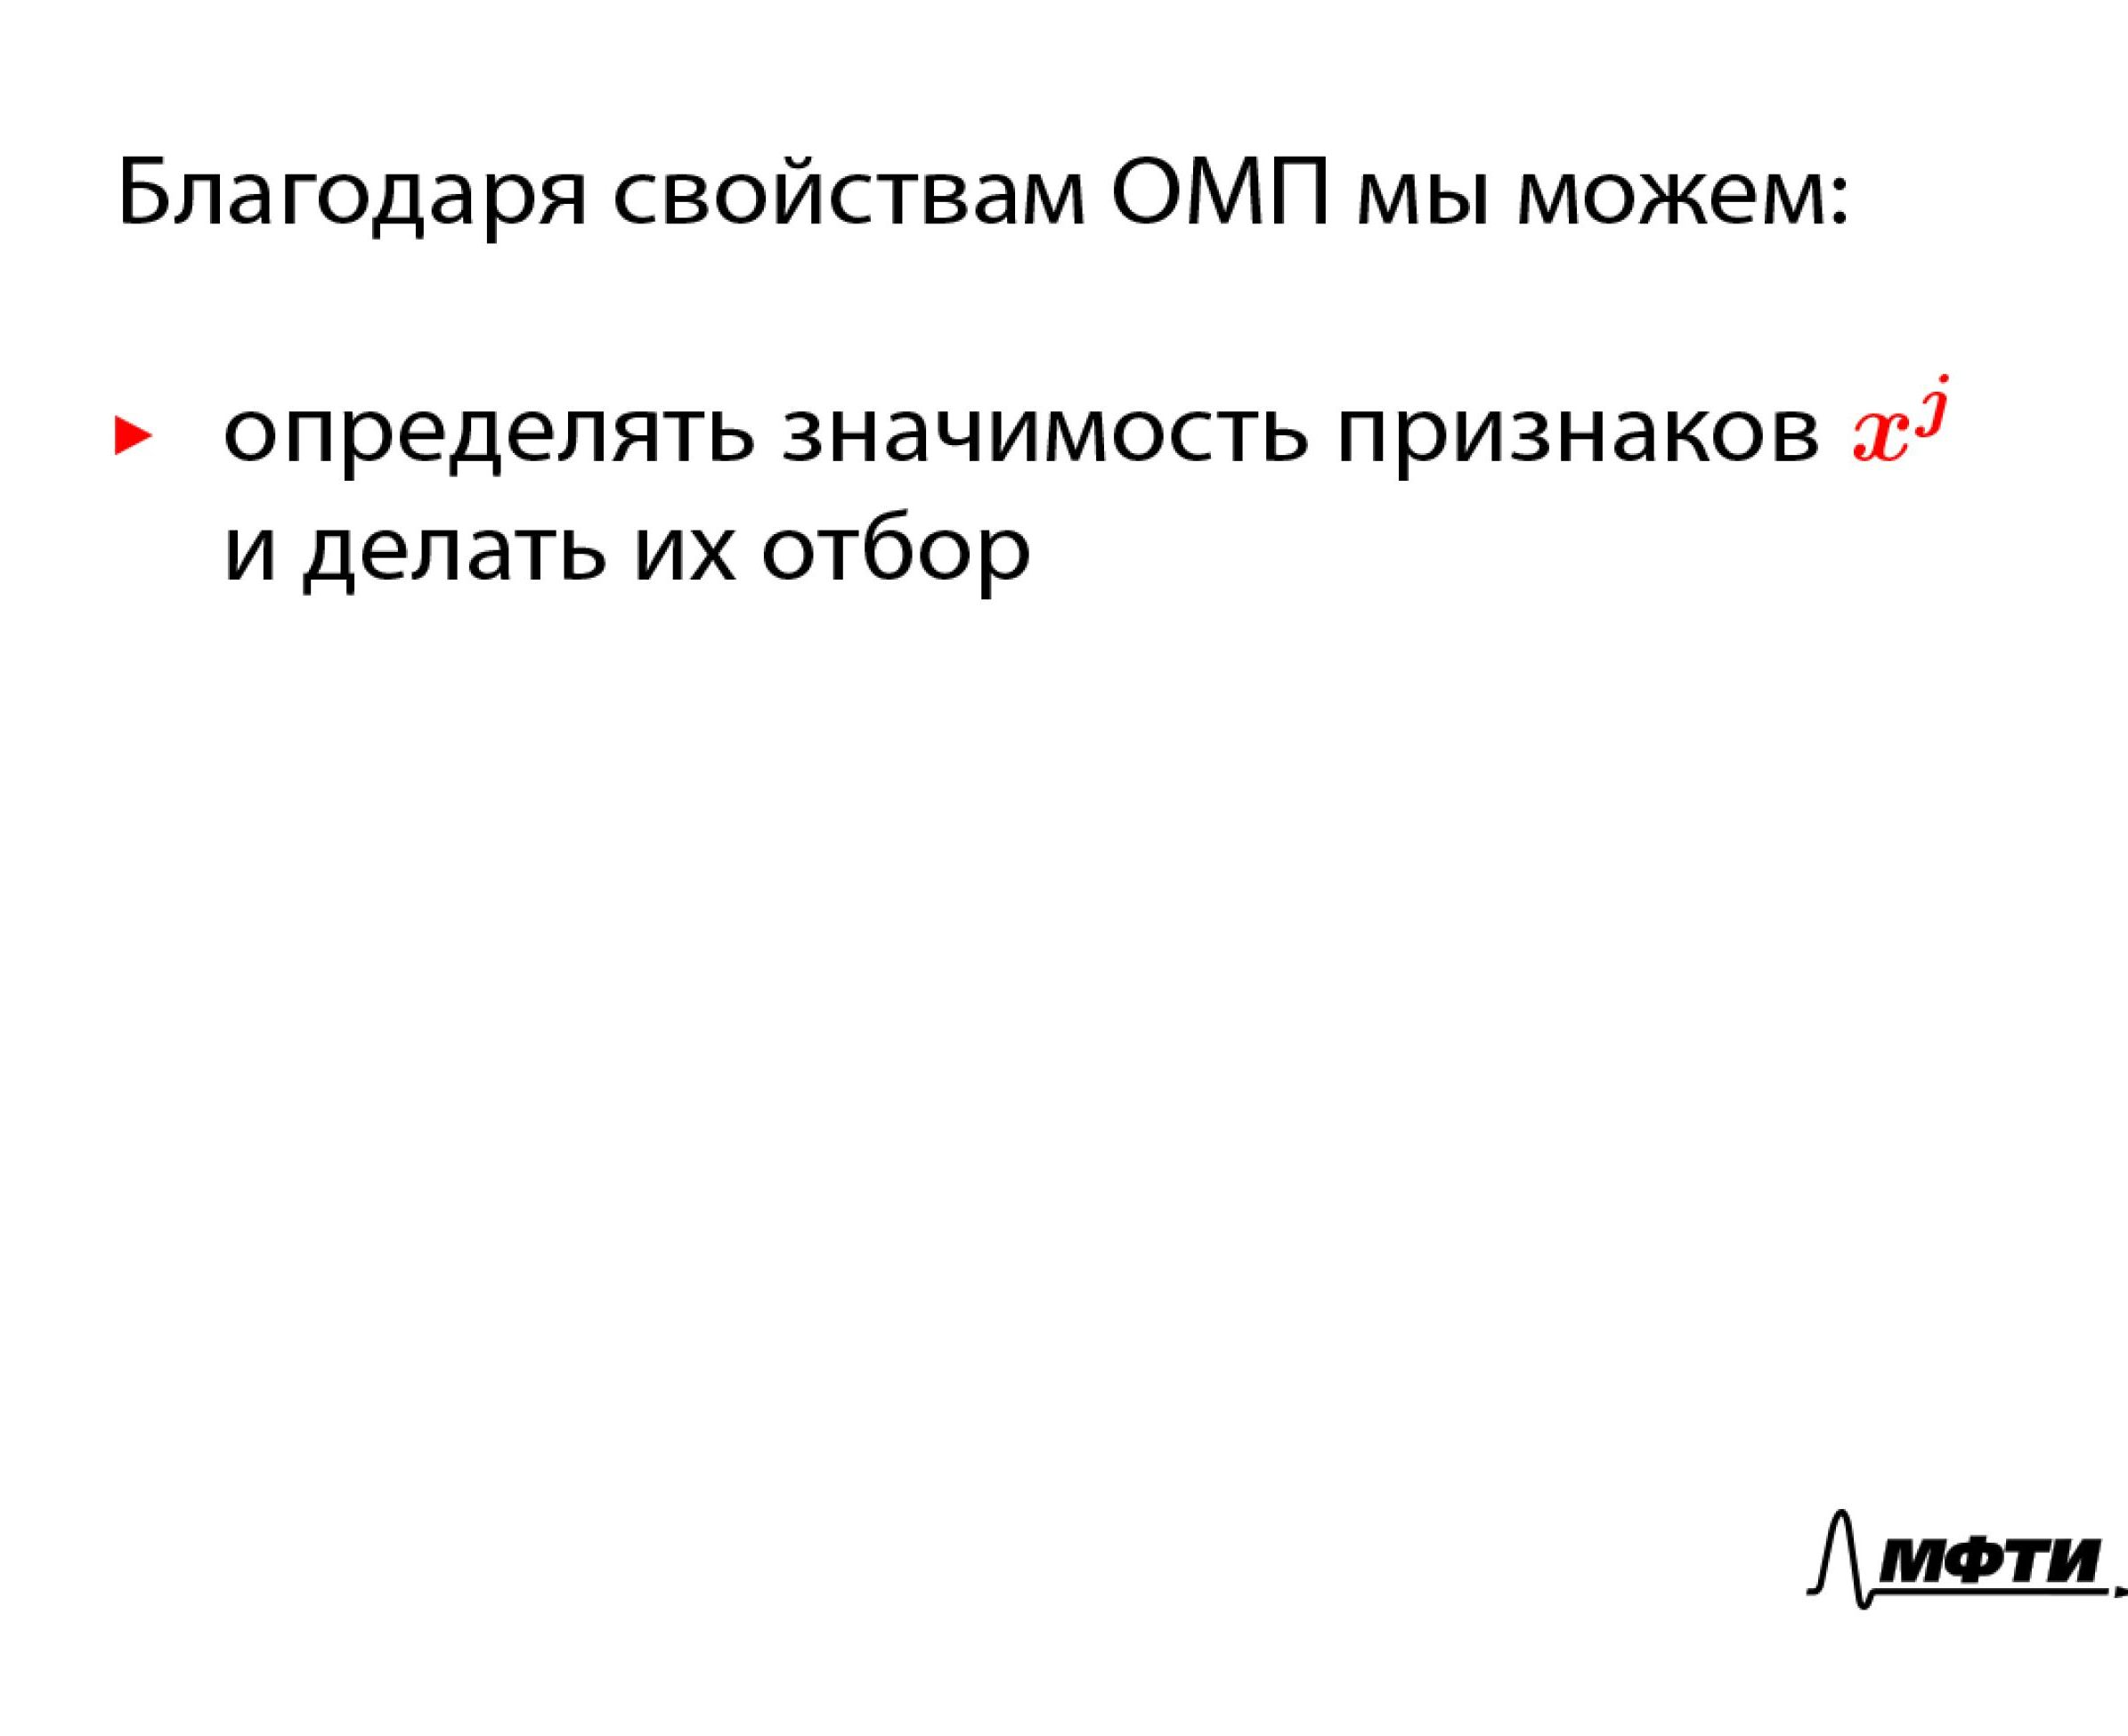 Благодаря свойствам ОМП мы можем:
► определять значимость признаков x^j
и делать их отбор
МФТИ